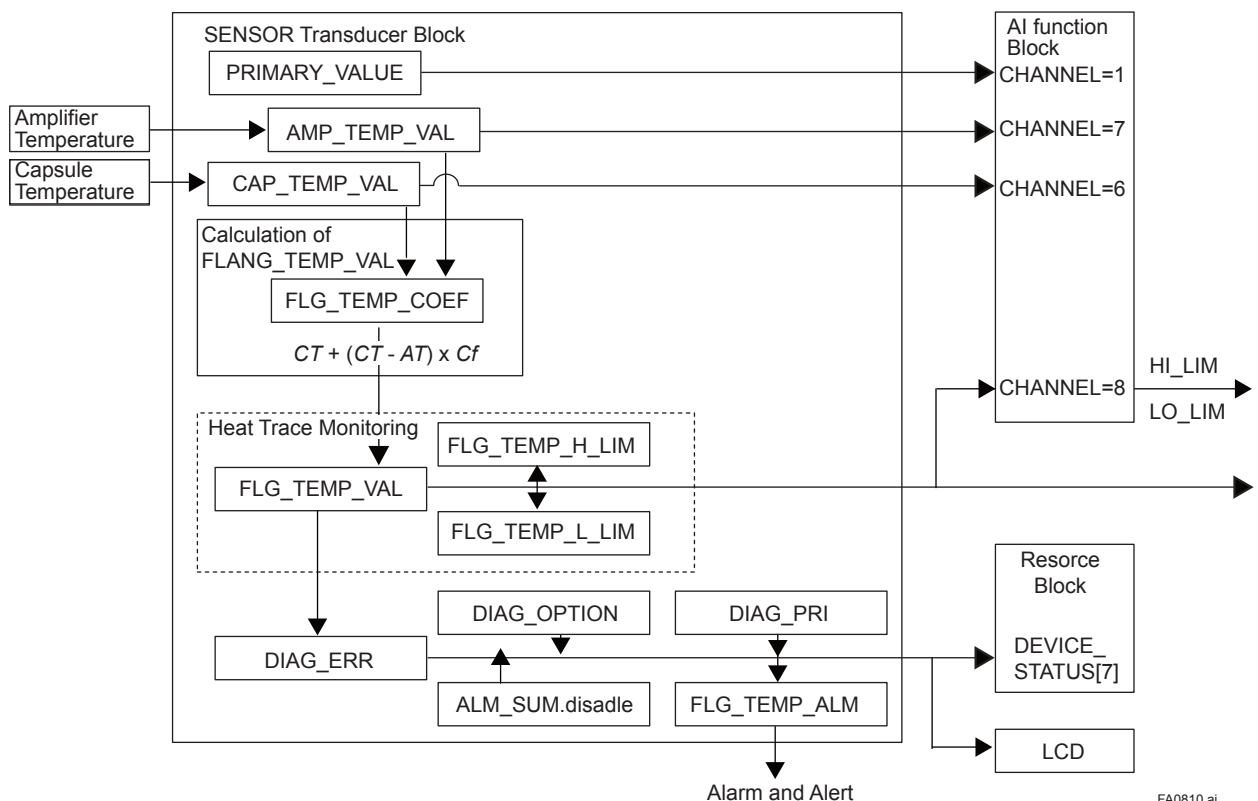 SENSOR Transducer Block
AI function
Block
PRIMARY_VALUE
CHANNEL=1
Amplifier
Temperature
AMP_TEMP_VAL
CHANNEL=7
Capsule
Temperature
CAP_TEMP_VAL
CHANNEL=6
Calculation of
FLANG_TEMP_VAL
FLG_TEMP_COEF
CT + (CT - AT) x Cf
CHANNEL=8
HI_LIM
LO_LIM
Heat Trace Monitoring
FLG_TEMP_H_LIM
FLG_TEMP_VAL
FLG_TEMP_L_LIM
Resorce
Block
DIAG_OPTION
DIAG_PRI
DIAG_ERR
DEVICE_
STATUS[7]
ALM_SUM.disadle
FLG_TEMP_ALM
LCD
Alarm and Alert
FA0810.ai